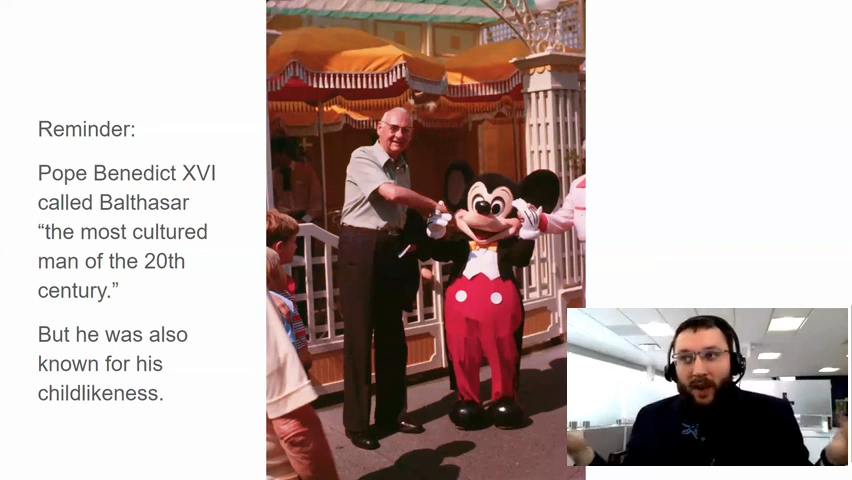 Reminder:
Pope Benedict XVI
called Balthasar
“the most cultured
man of the 20th
century.”
But he was also
known for his
childlikeness.